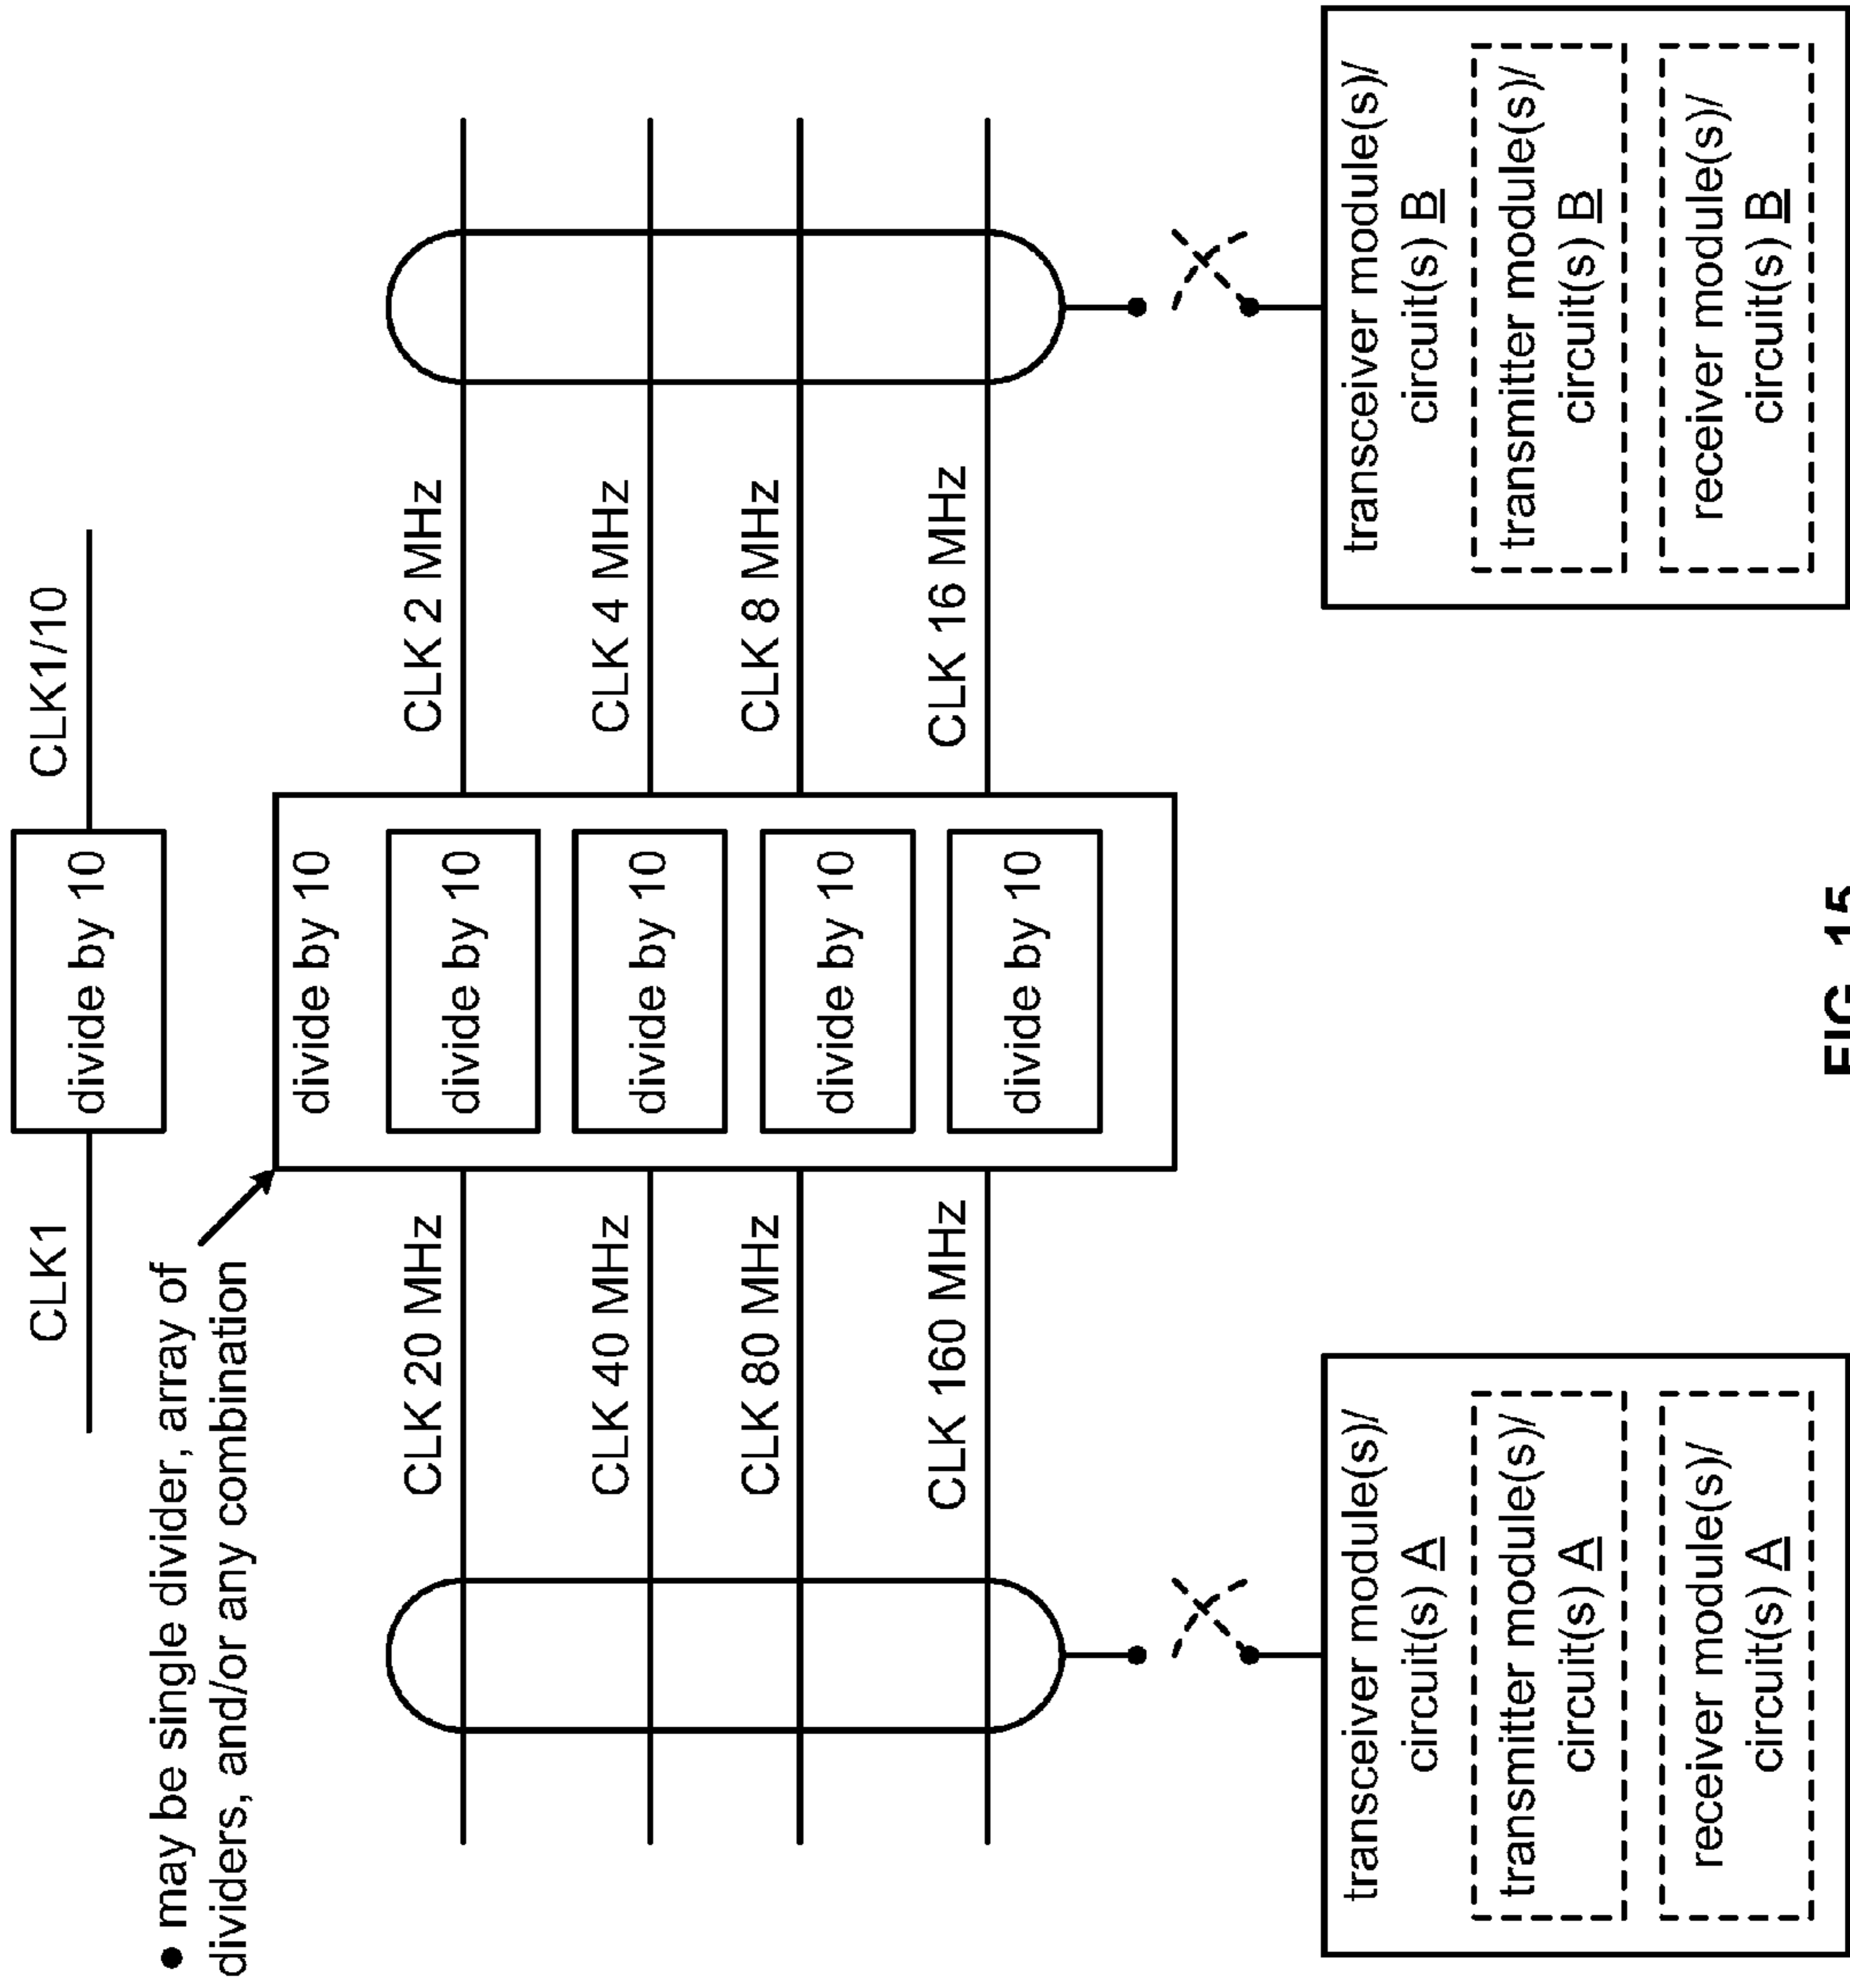 CLK1
divide by 10
CLK1/10
• may be single divider, array of
dividers, and/or any combination
divide by 10
CLK 20 MHz
divide by 10
CLK 2 MHz
CLK 40 MHz
divide by 10
CLK 4 MHz
CLK 80 MHz
divide by 10
CLK 8 MHz
CLK 160 MHz
divide by 10
CLK 16 MHz
transceiver module(s)/
circuit(s) A
transmitter module(s)/
circuit(s) A
receiver module(s)/
circuit(s) A
transceiver module(s)/
circuit(s) B
transmitter module(s)/
circuit(s) B
receiver module(s)/
circuit(s) B
FIG. 15